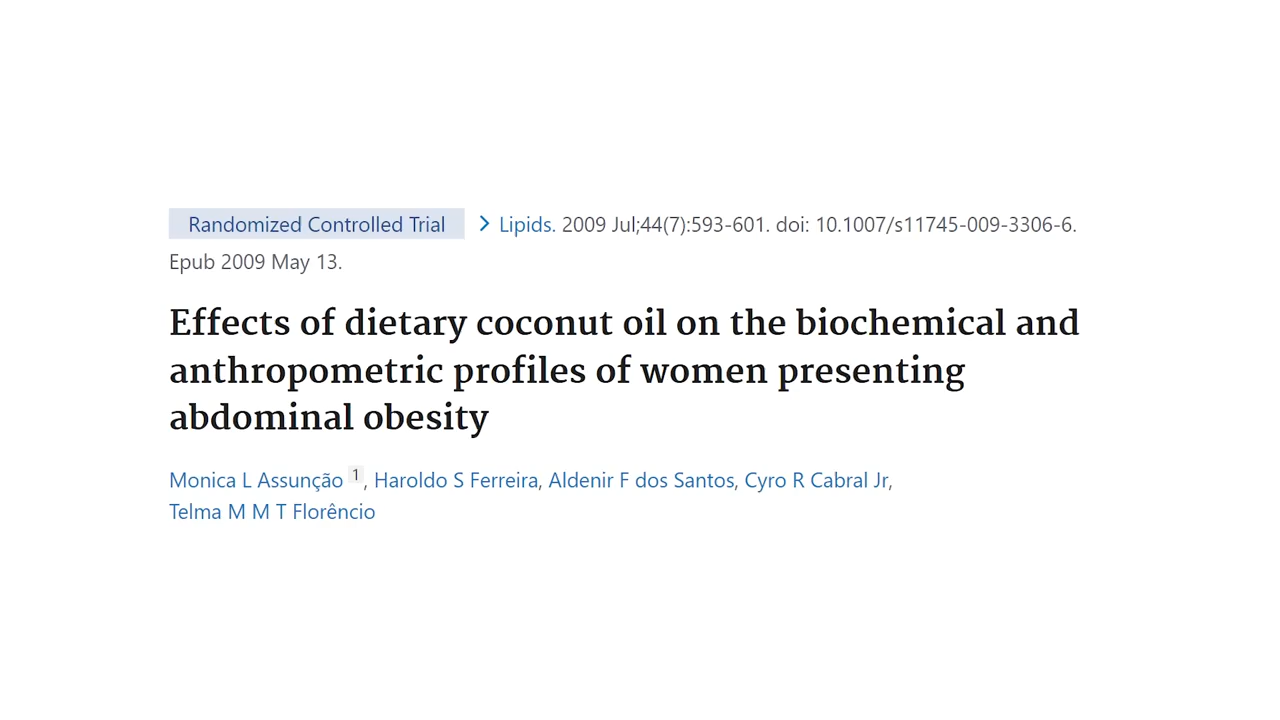 Randomized Controlled Trial > Lipids. 2009 Jul;44(7):593-601. doi: 10.1007/s11745-009-3306-6.
Epub 2009 May 13.
Effects of dietary coconut oil on the biochemical and
anthropometric profiles of women presenting
abdominal obesity
Monica L Assunção 1, Haroldo S Ferreira, Aldenir F dos Santos, Cyro R Cabral Jr,
Telma M M T Florêncio